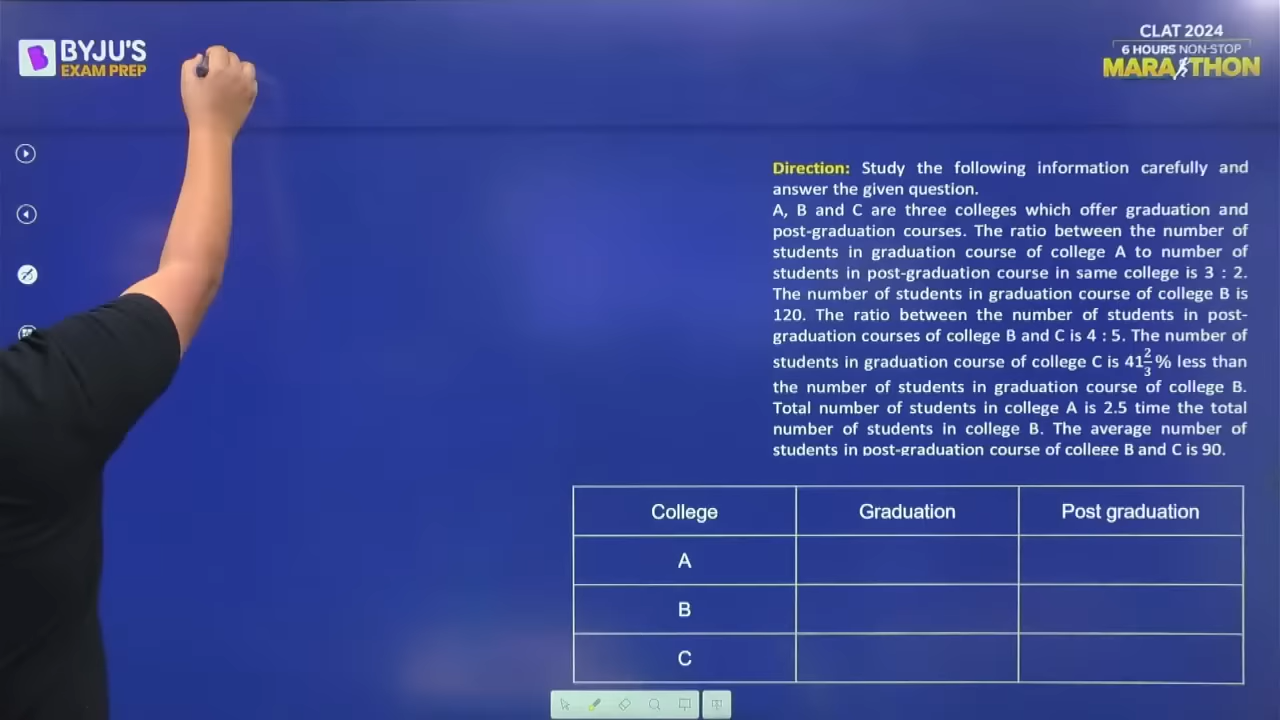 BYJU'S
EXAM PREP
CLAT 2024
6 HOURS NON-STOP
MARATHON
Direction: Study the following information carefully and
answer the given question.
A, B and C are three colleges which offer graduation and
post-graduation courses. The ratio between the number of
students in graduation course of college A to number of
students in post-graduation course in same college is 3 : 2.
The number of students in graduation course of college B is
120. The ratio between the number of students in post-
graduation courses of college B and C is 4 : 5. The number of
students in graduation course of college C is 41 2/3 % less than
the number of students in graduation course of college B.
Total number of students in college A is 2.5 time the total
number of students in college B. The average number of
students in post-graduation course of college B and C is 90.
College Graduation Post graduation
A
B
C